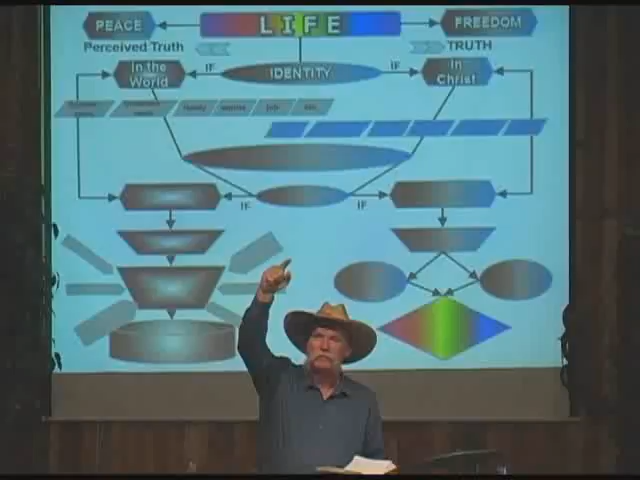 PEACE
LIFE
FREEDOM
Perceived Truth
TRUTH
In the
World
IF
IDENTITY
IF
In
Christ
IF
IF